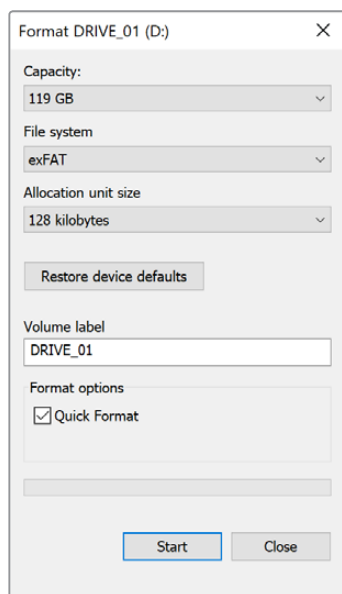 Format DRIVE_01 (D:)
Capacity:
119 GB
File system
exFAT
Allocation unit size
128 kilobytes
Restore device defaults
Volume label
DRIVE_01
Format options
Quick Format
Start Close